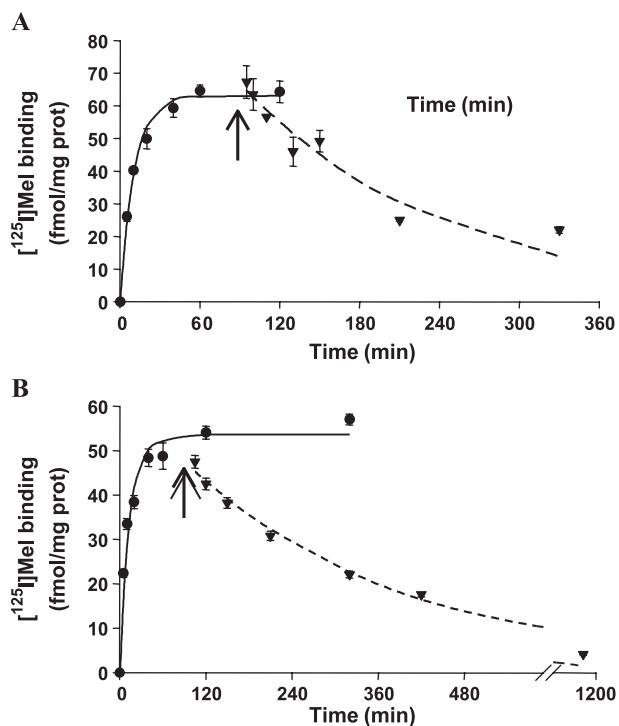 A
80
70
60
50
40
30
20
10
0
[¹²⁵I]Mel binding
(fmol/mg prot)
Time (min)
0 60 120 180 240 300 360
Time (min)
B
60
50
40
30
20
10
0
[¹²⁵I]Mel binding
(fmol/mg prot)
0 120 240 360 480 1200
Time (min)